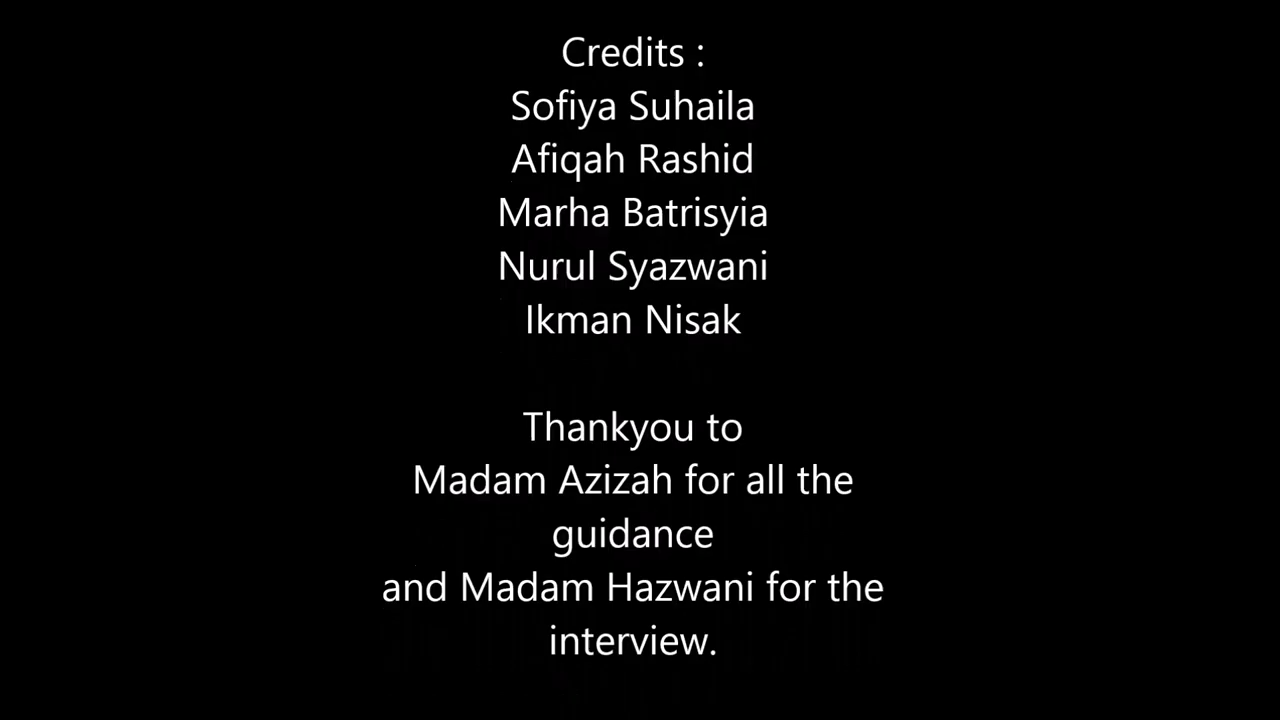 Credits :
Sofiya Suhaila
Afiqah Rashid
Marha Batrisyia
Nurul Syazwani
Ikman Nisak
Thankyou to
Madam Azizah for all the
guidance
and Madam Hazwani for the
interview.